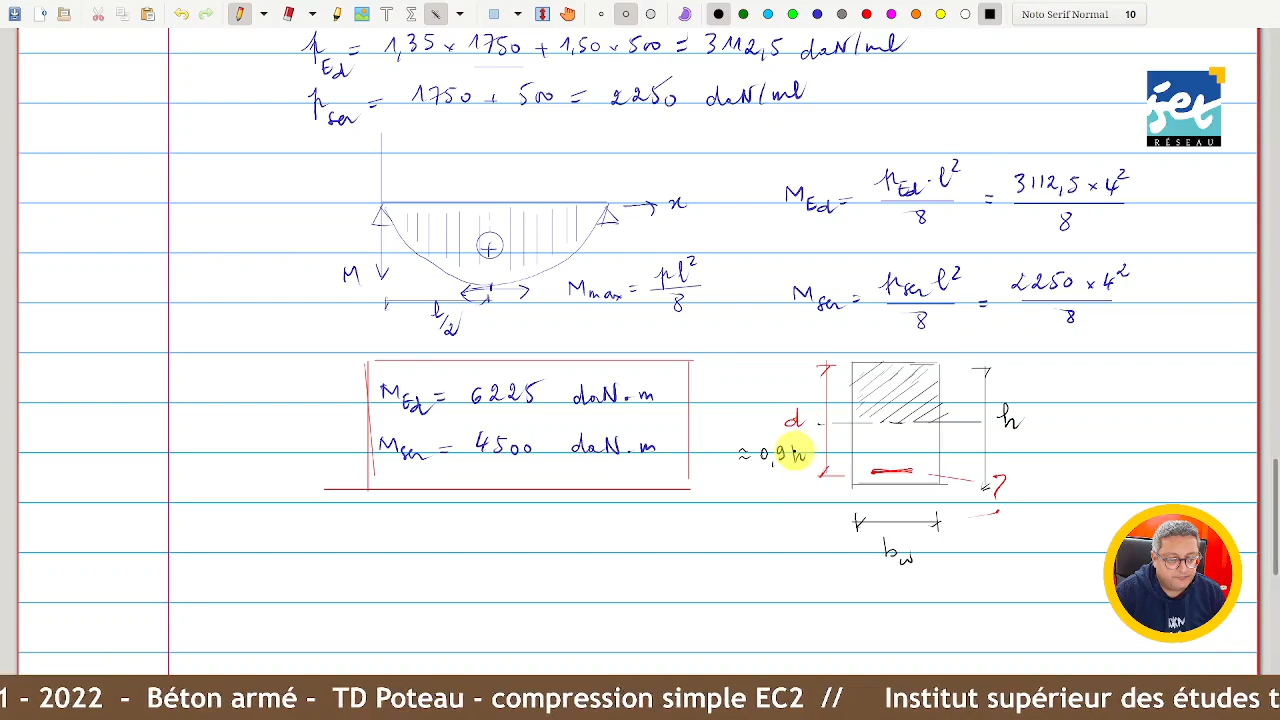 Noto Serif Normal 10
p_Ed = 1,35 × 1750 + 1,50 × 500 = 3112,5 daN/ml
p_ser = 1750 + 500 = 2250 daN/ml
iset
RÉSEAU
x
+
M
l/2
M_max = pl²/8
M_Ed = p_Ed · l²/8 = 3112,5 × 4²/8
M_ser = p_ser l²/8 = 2250 × 4²/8
M_Ed = 6225 daN.m
M_ser = 4500 daN.m
d
≈ 0,9h
h
?
b_w
1 - 2022 - Béton armé - TD Poteau - compression simple EC2 // Institut supérieur des études t